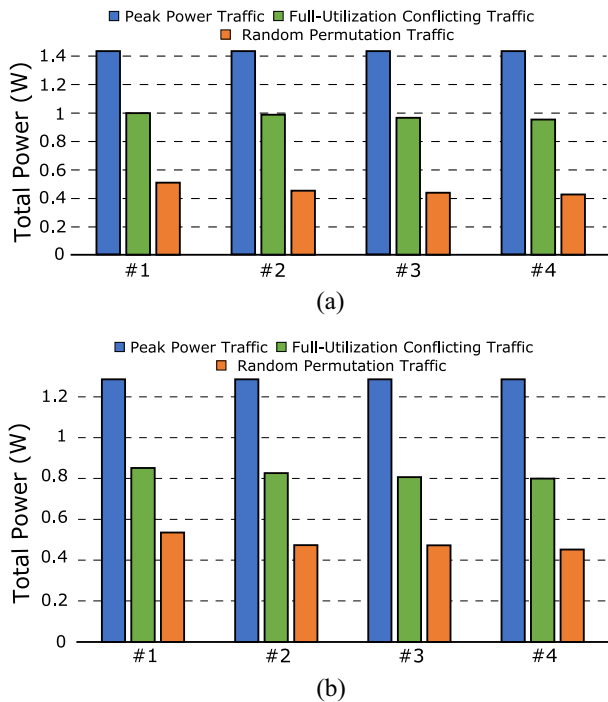 Peak Power Traffic Full-Utilization Conflicting Traffic
Random Permutation Traffic
Total Power (W)
1.4
1.2
1
0.8
0.6
0.4
0.2
0
#1 #2 #3 #4
(a)
Peak Power Traffic Full-Utilization Conflicting Traffic
Random Permutation Traffic
Total Power (W)
1.2
1
0.8
0.6
0.4
0.2
0
#1 #2 #3 #4
(b)